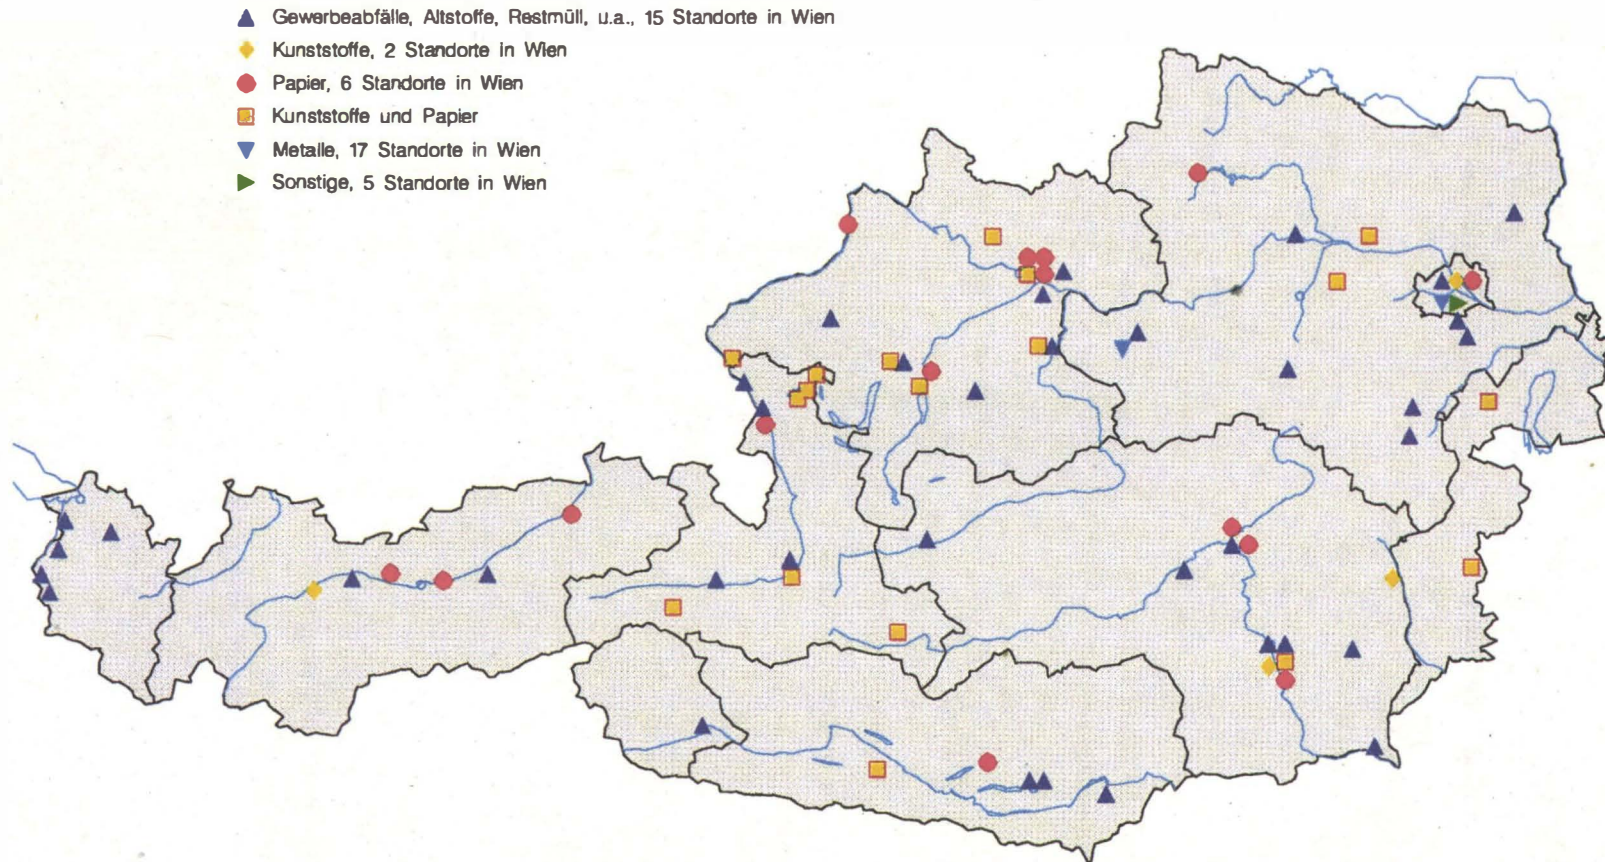 Gewerbeabfälle, Altstoffe, Restmüll, u.a., 15 Standorte in Wien
Kunststoffe, 2 Standorte in Wien
Papier, 6 Standorte in Wien
Kunststoffe und Papier
Metalle, 17 Standorte in Wien
Sonstige, 5 Standorte in Wien